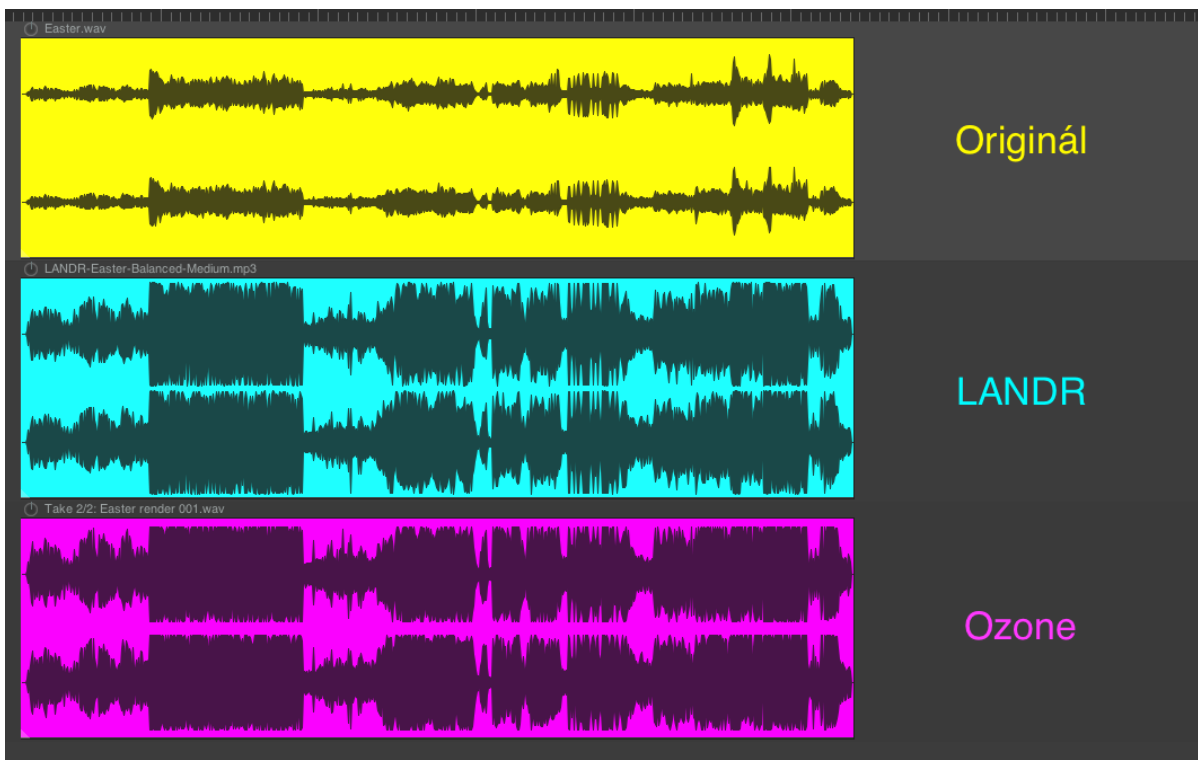 Easter.wav
Originál
LANDR-Easter-Balanced-Medium.mp3
LANDR
Take 2/2: Easter render 001.wav
Ozone